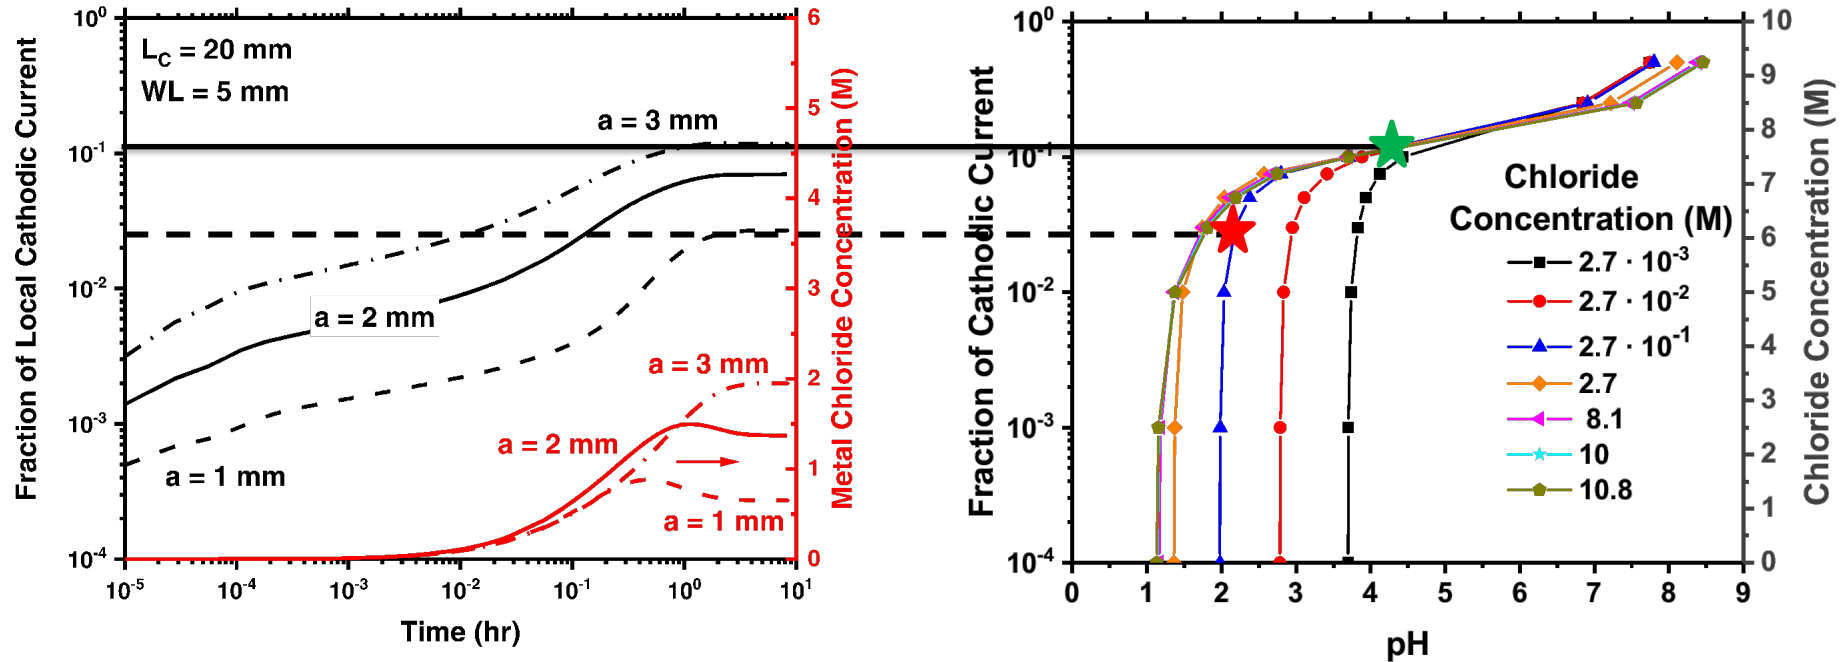 Fraction of Local Cathodic Current
10⁰
10⁻¹
10⁻²
10⁻³
10⁻⁴
L_C = 20 mm
WL = 5 mm
a = 3 mm
a = 2 mm
a = 1 mm
a = 3 mm
a = 2 mm
a = 1 mm
10⁻⁵
10⁻⁴
10⁻³
10⁻²
10⁻¹
10⁰
10¹
Time (hr)
6
5
4
3
2
1
0
Metal Chloride Concentration (M)
Fraction of Cathodic Current
10⁰
10⁻¹
10⁻²
10⁻³
10⁻⁴
Chloride
Concentration (M)
2.7 · 10⁻³
2.7 · 10⁻²
2.7 · 10⁻¹
2.7
8.1
10
10.8
0
1
2
3
4
5
6
7
8
9
pH
10
9
8
7
6
5
4
3
2
1
0
Chloride Concentration (M)